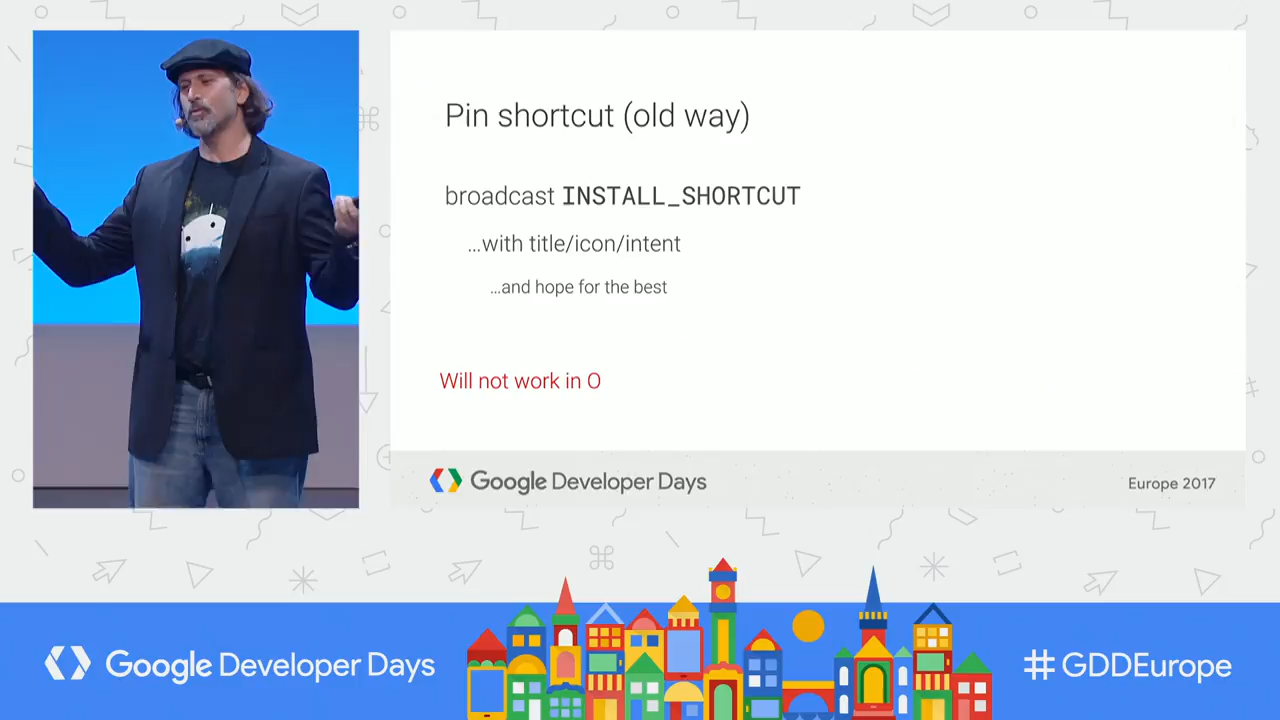 Pin shortcut (old way)
broadcast INSTALL_SHORTCUT
...with title/icon/intent
...and hope for the best
Will not work in O
Google Developer Days
Europe 2017
Google Developer Days
#GDDEurope